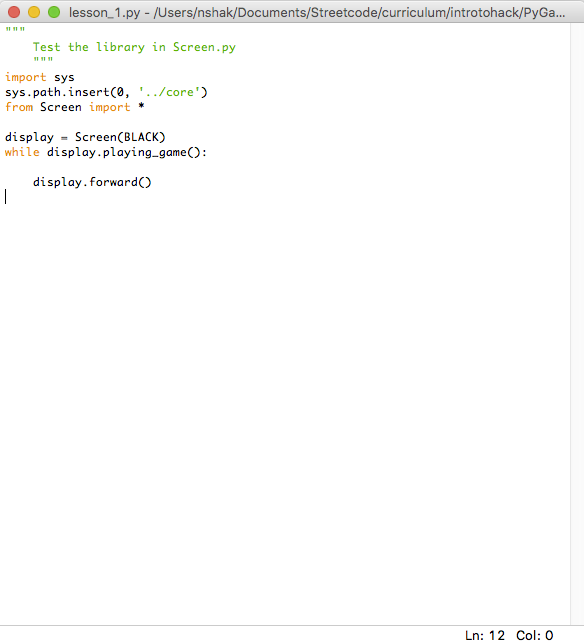 lesson_1.py - /Users/nshak/Documents/Streetcode/curriculum/introtohack/PyGa...
"""
    Test the library in Screen.py
    """
import sys
sys.path.insert(0, '../core')
from Screen import *

display = Screen(BLACK)
while display.playing_game():

    display.forward()
Ln: 12 Col: 0